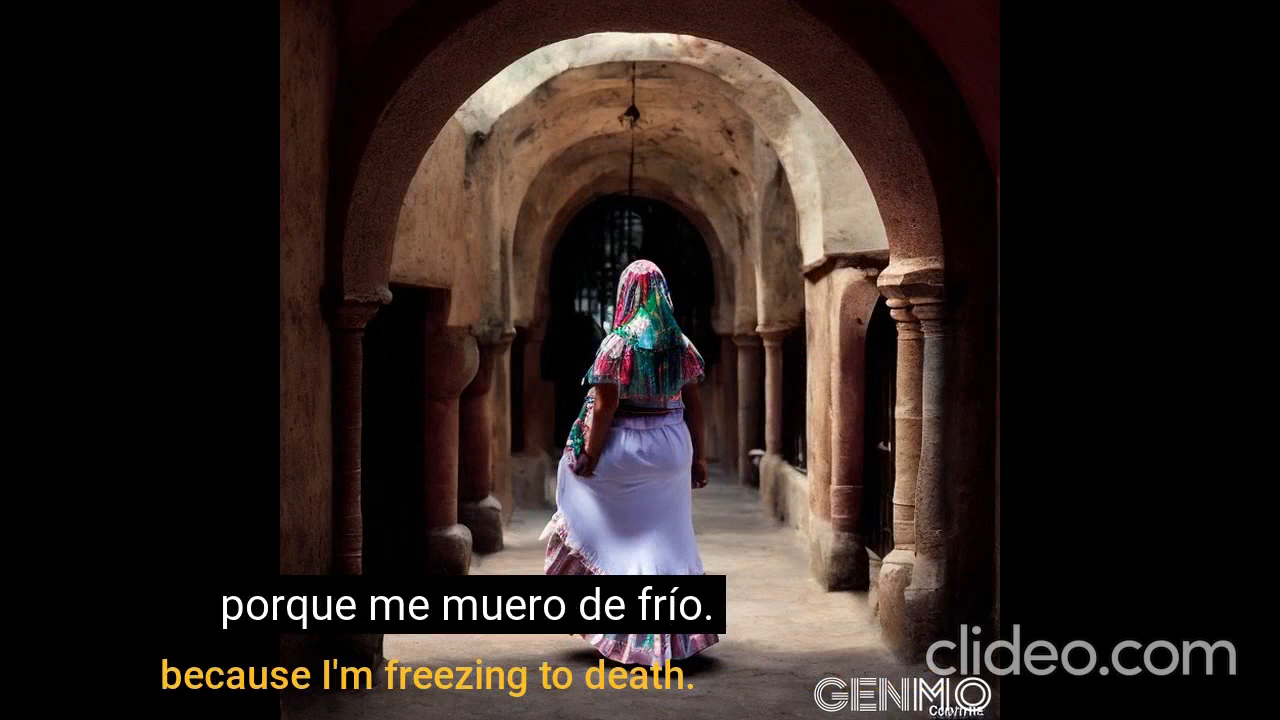 porque me muero de frío.
because I'm freezing to death.
clideo.com
GENMO